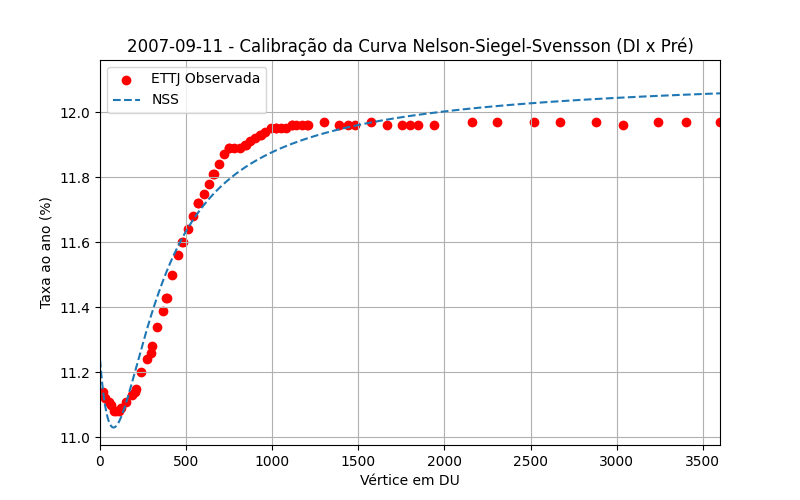 2007-09-11 - Calibração da Curva Nelson-Siegel-Svensson (DI x Pré)
ETTJ Observada
NSS
Taxa ao ano (%)
12.0
11.8
11.6
11.4
11.2
11.0
0 500 1000 1500 2000 2500 3000 3500
Vértice em DU